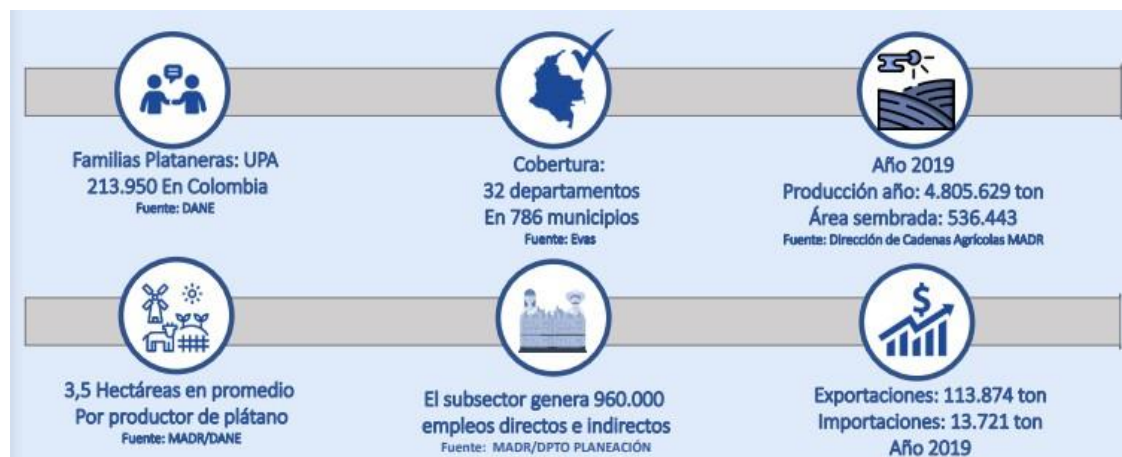 Familias Plataneras: UPA
213.950 En Colombia
Fuente: DANE
Cobertura:
32 departamentos
En 786 municipios
Fuente: Evas
Año 2019
Producción año: 4.805.629 ton
Área sembrada: 536.443
Fuente: Dirección de Cadenas Agrícolas MADR
3,5 Hectáreas en promedio
Por productor de plátano
Fuente: MADR/DANE
El subsector genera 960.000
empleos directos e indirectos
Fuente: MADR/DPTO PLANEACIÓN
$
Exportaciones: 113.874 ton
Importaciones: 13.721 ton
Año 2019